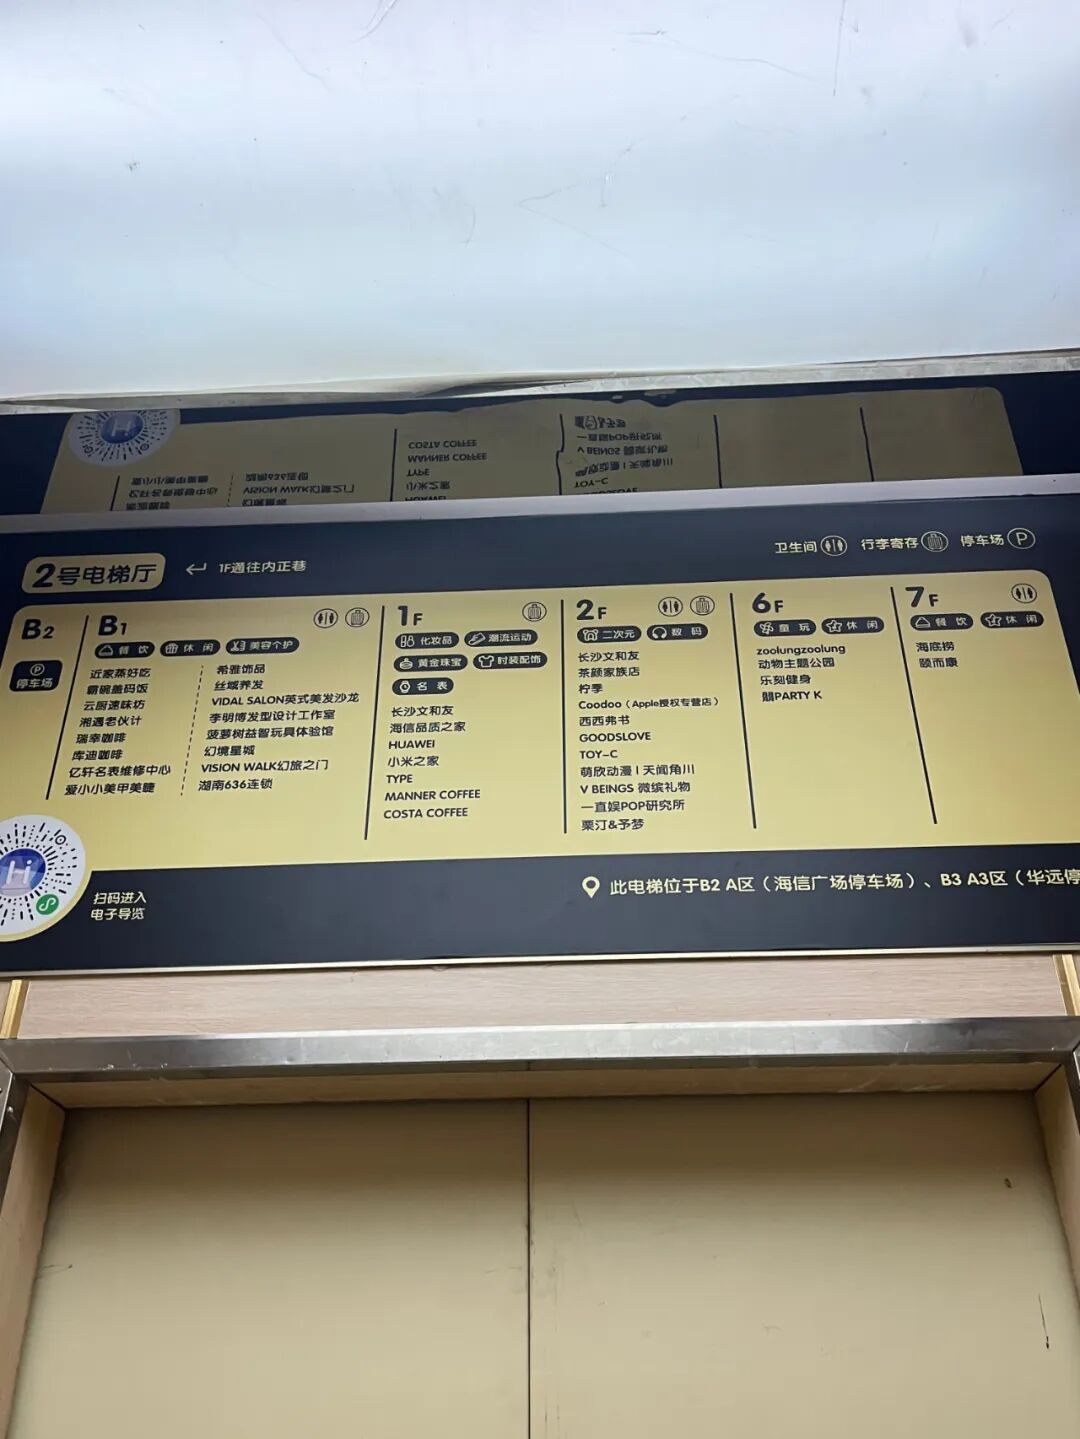 2号电梯厅
1F通往内正巷
卫生间
行李寄存
停车场 P
B2
P
停车场
B1
餐饮 休闲 美容个护
近家蒸好吃
霸碗盖码饭
云厨速味坊
湘遇老伙计
瑞幸咖啡
库迪咖啡
亿轩名表维修中心
爱小小美甲美睫
希雅饰品
丝域养发
VIDAL SALON英式美发沙龙
李明博发型设计工作室
菠萝树益智玩具体验馆
幻境星城
VISION WALK幻旅之门
湖南636连锁
1F
化妆品 潮流运动
黄金珠宝 时装配饰
名表
长沙文和友
海信品质之家
HUAWEI
小米之家
TYPE
MANNER COFFEE
COSTA COFFEE
2F
二次元 数码
长沙文和友
茶颜家族店
柠季
Coodoo（Apple授权专营店）
西西弗书
GOODSLOVE
TOY-C
萌欣动漫 I 天闻角川
V BEINGS 微缤礼物
一直娱POP研究所
栗汀&予梦
6F
童玩 休闲
zoolungzoolung
动物主题公园
乐刻健身
PARTY K
7F
餐饮 休闲
海底捞
颐而康
Hi
扫码进入
电子导览
此电梯位于B2 A区（海信广场停车场）、B3 A3区（华远停